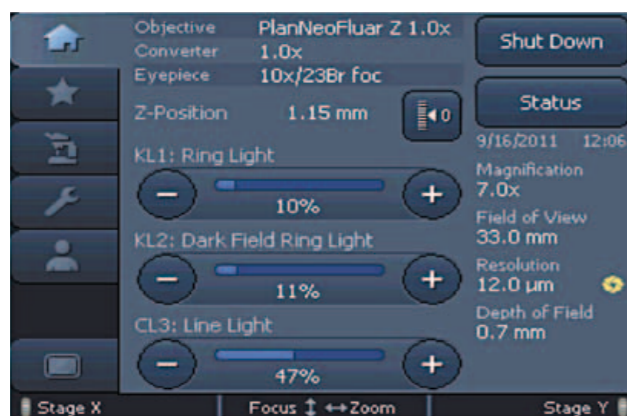 Objective PlanNeoFluar Z 1.0x
Converter 1.0x
Eyepiece 10x/23Br foc
Z-Position 1.15 mm
0
KL1: Ring Light
− +
10%
KL2: Dark Field Ring Light
− +
11%
CL3: Line Light
− +
47%
Shut Down
Status
9/16/2011 12:06
Magnification
7.0x
Field of View
33.0 mm
Resolution
12.0 µm
Depth of Field
0.7 mm
Stage X Focus ↕ ↔Zoom Stage Y